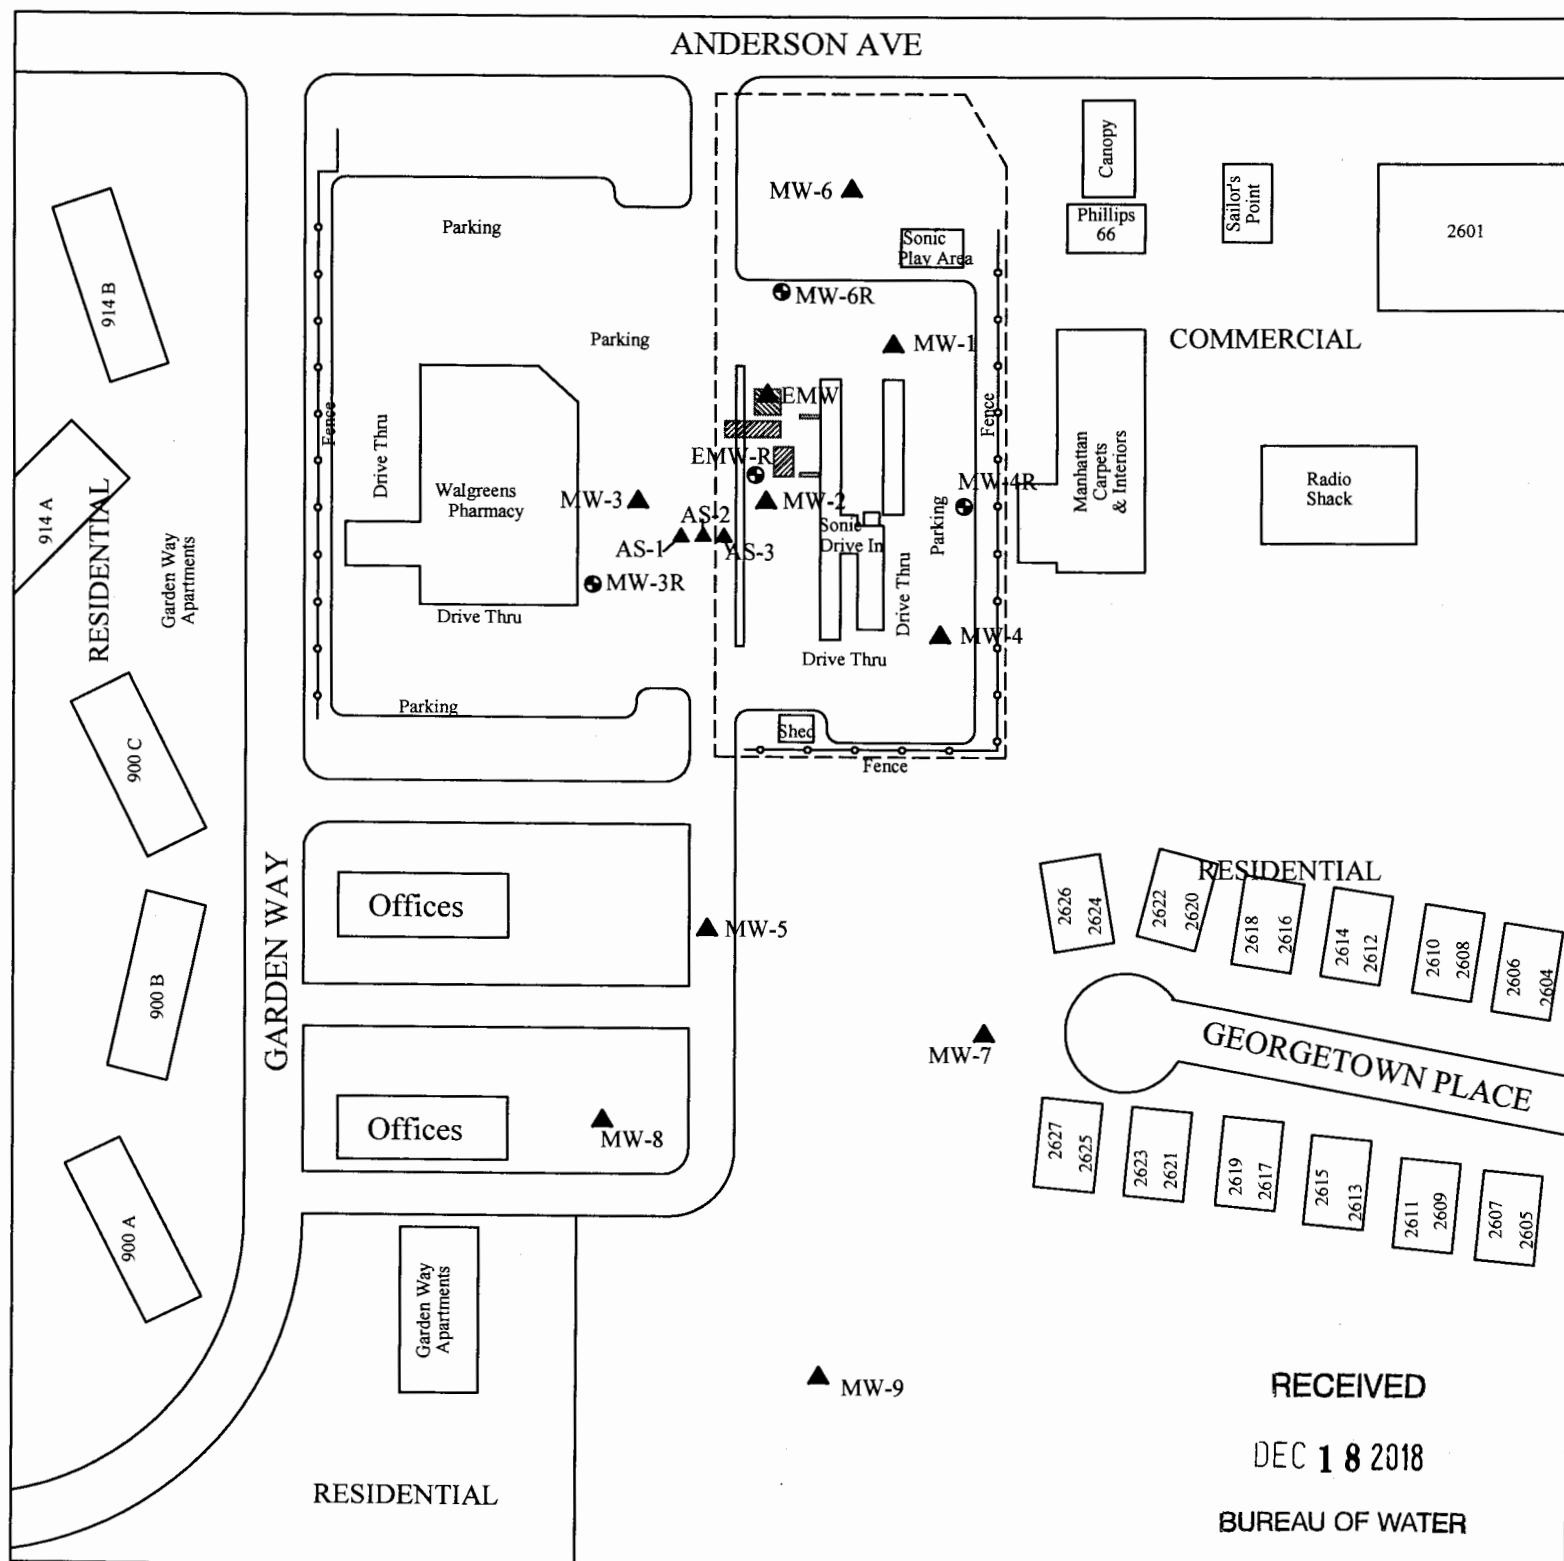 ANDERSON AVE
Canopy
Phillips
66
Sailor's
Point
2601
MW-6
Parking
Sonic
Play Area
914 B
MW-6R
Parking
MW-1
COMMERCIAL
EMW
Fence
Drive Thru
Fence
Manhattan
Carpets
& Interiors
EMW-R
MW-4R
Radio
Shack
914 A
RESIDENTIAL
Garden Way
Apartments
Walgreens
Pharmacy
MW-3
AS-2
MW-2
Sonic
Drive In
Parking
AS-1
AS-3
MW-3R
Drive Thru
Drive Thru
MW-4
Drive Thru
Parking
Shed
Fence
900 C
GARDEN WAY
Offices
MW-5
RESIDENTIAL
2626
2624
2622
2620
2618
2616
2614
2612
2610
2608
2606
2604
900 B
MW-7
GEORGETOWN PLACE
Offices
MW-8
2627
2625
2623
2621
2619
2617
2615
2613
2611
2609
2607
2605
900 A
Garden Way
Apartments
MW-9
RECEIVED
DEC 18 2018
BUREAU OF WATER
RESIDENTIAL